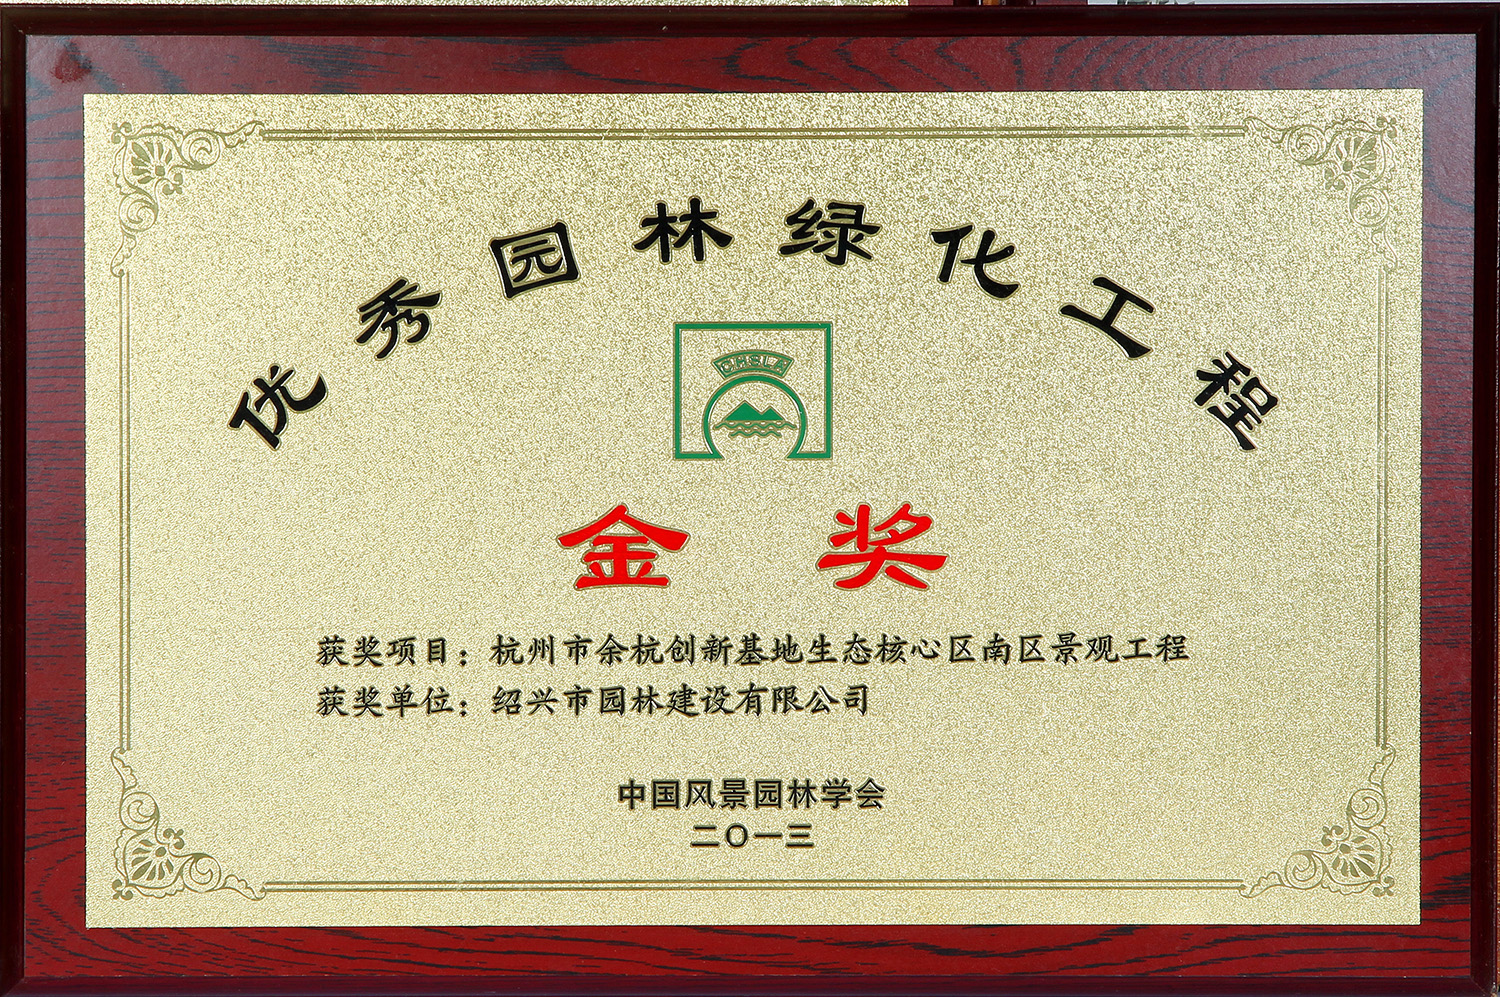 优秀园林绿化工程
CHSLA
金奖
获奖项目：杭州市余杭创新基地生态核心区南区景观工程
获奖单位：绍兴市园林建设有限公司
中国风景园林学会
二〇一三